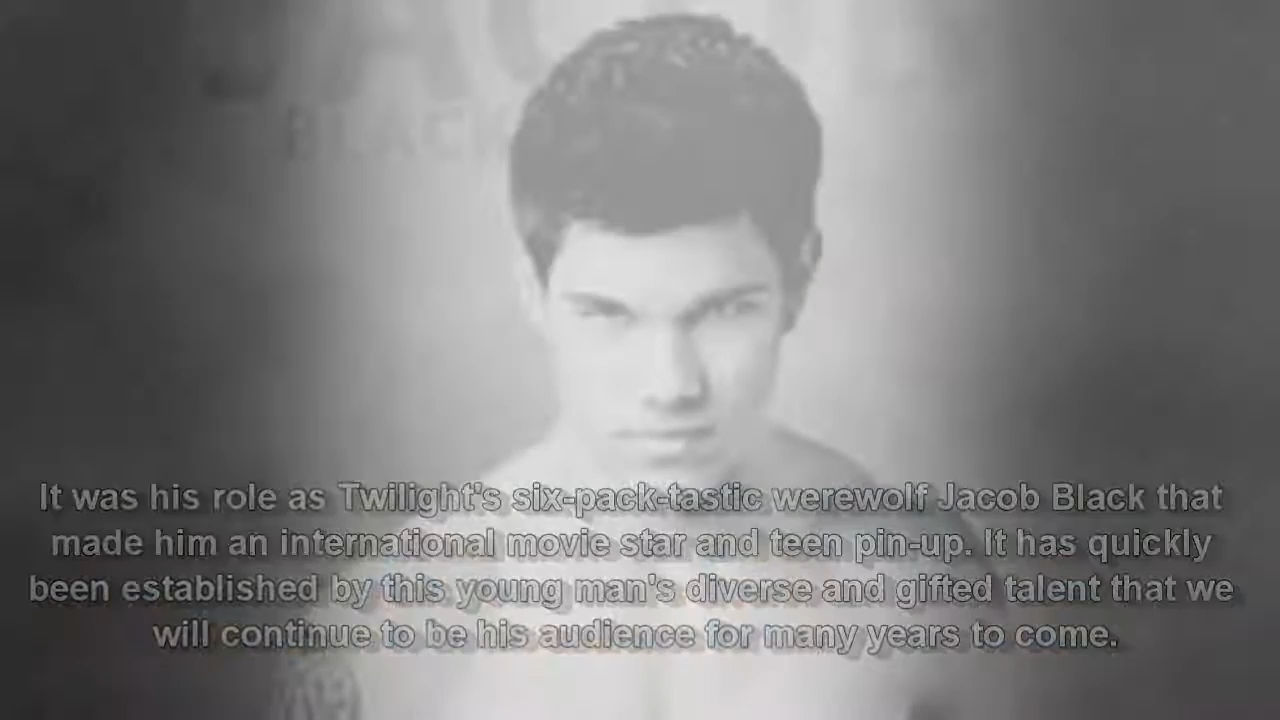 BLACK
It was his role as Twilight's six-pack-tastic werewolf Jacob Black that
made him an international movie star and teen pin-up. It has quickly
been established by this young man's diverse and gifted talent that we
will continue to be his audience for many years to come.